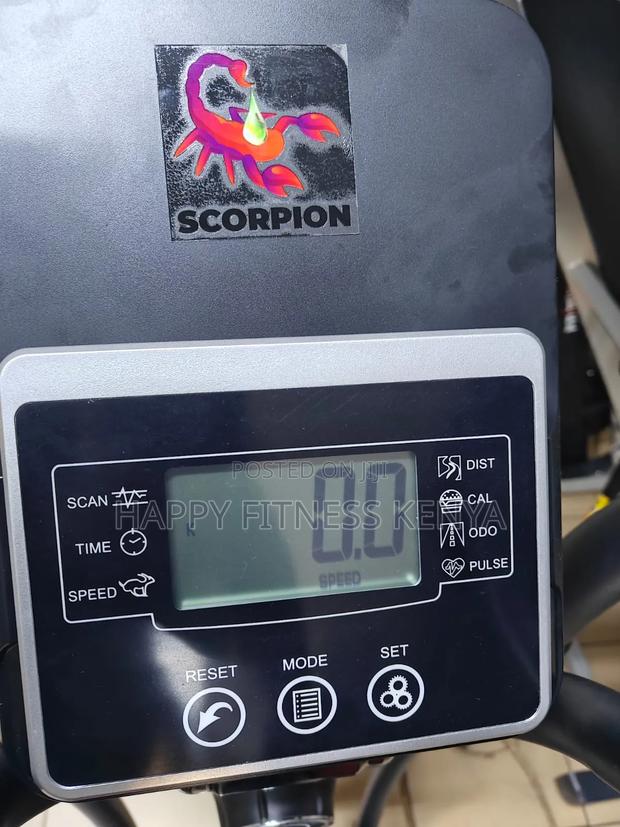 SCORPION
POSTED ON Jiji
HAPPY FITNESS KENYA
SCAN
TIME
SPEED
K
0.0
SPEED
DIST
CAL
ODO
PULSE
RESET
MODE
SET